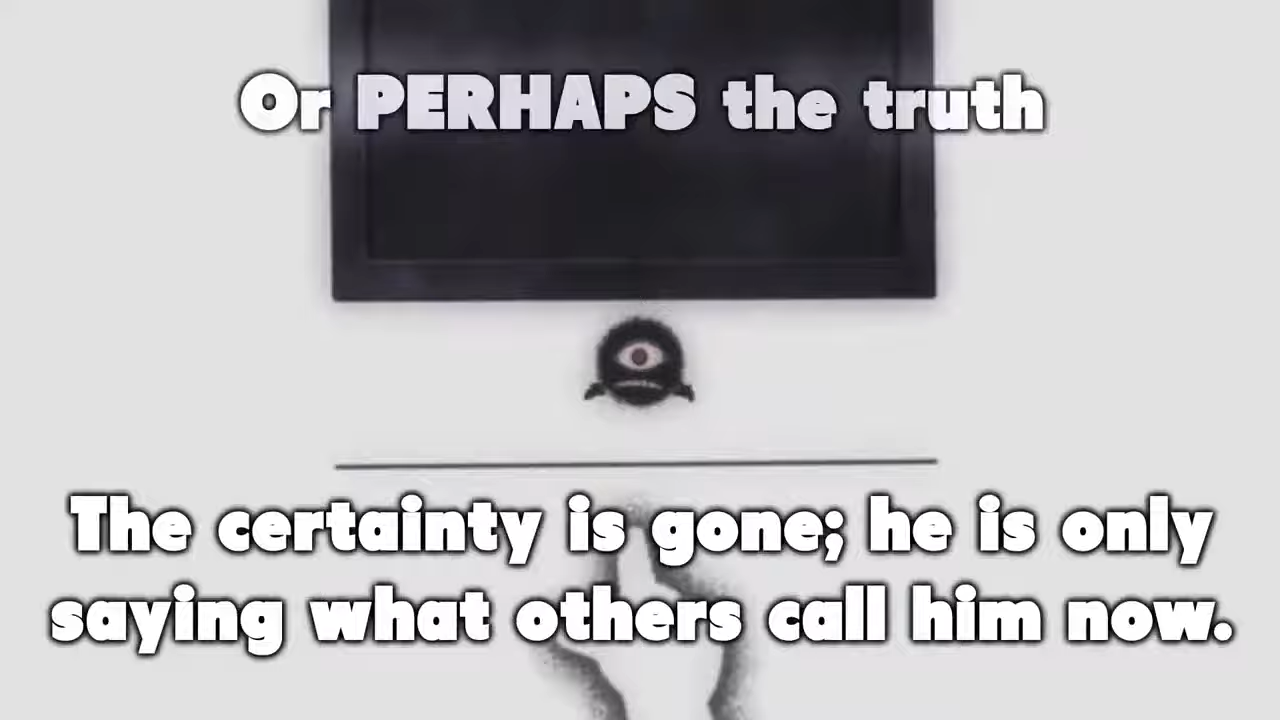 Or PERHAPS the truth
The certainty is gone; he is only
saying what others call him now.